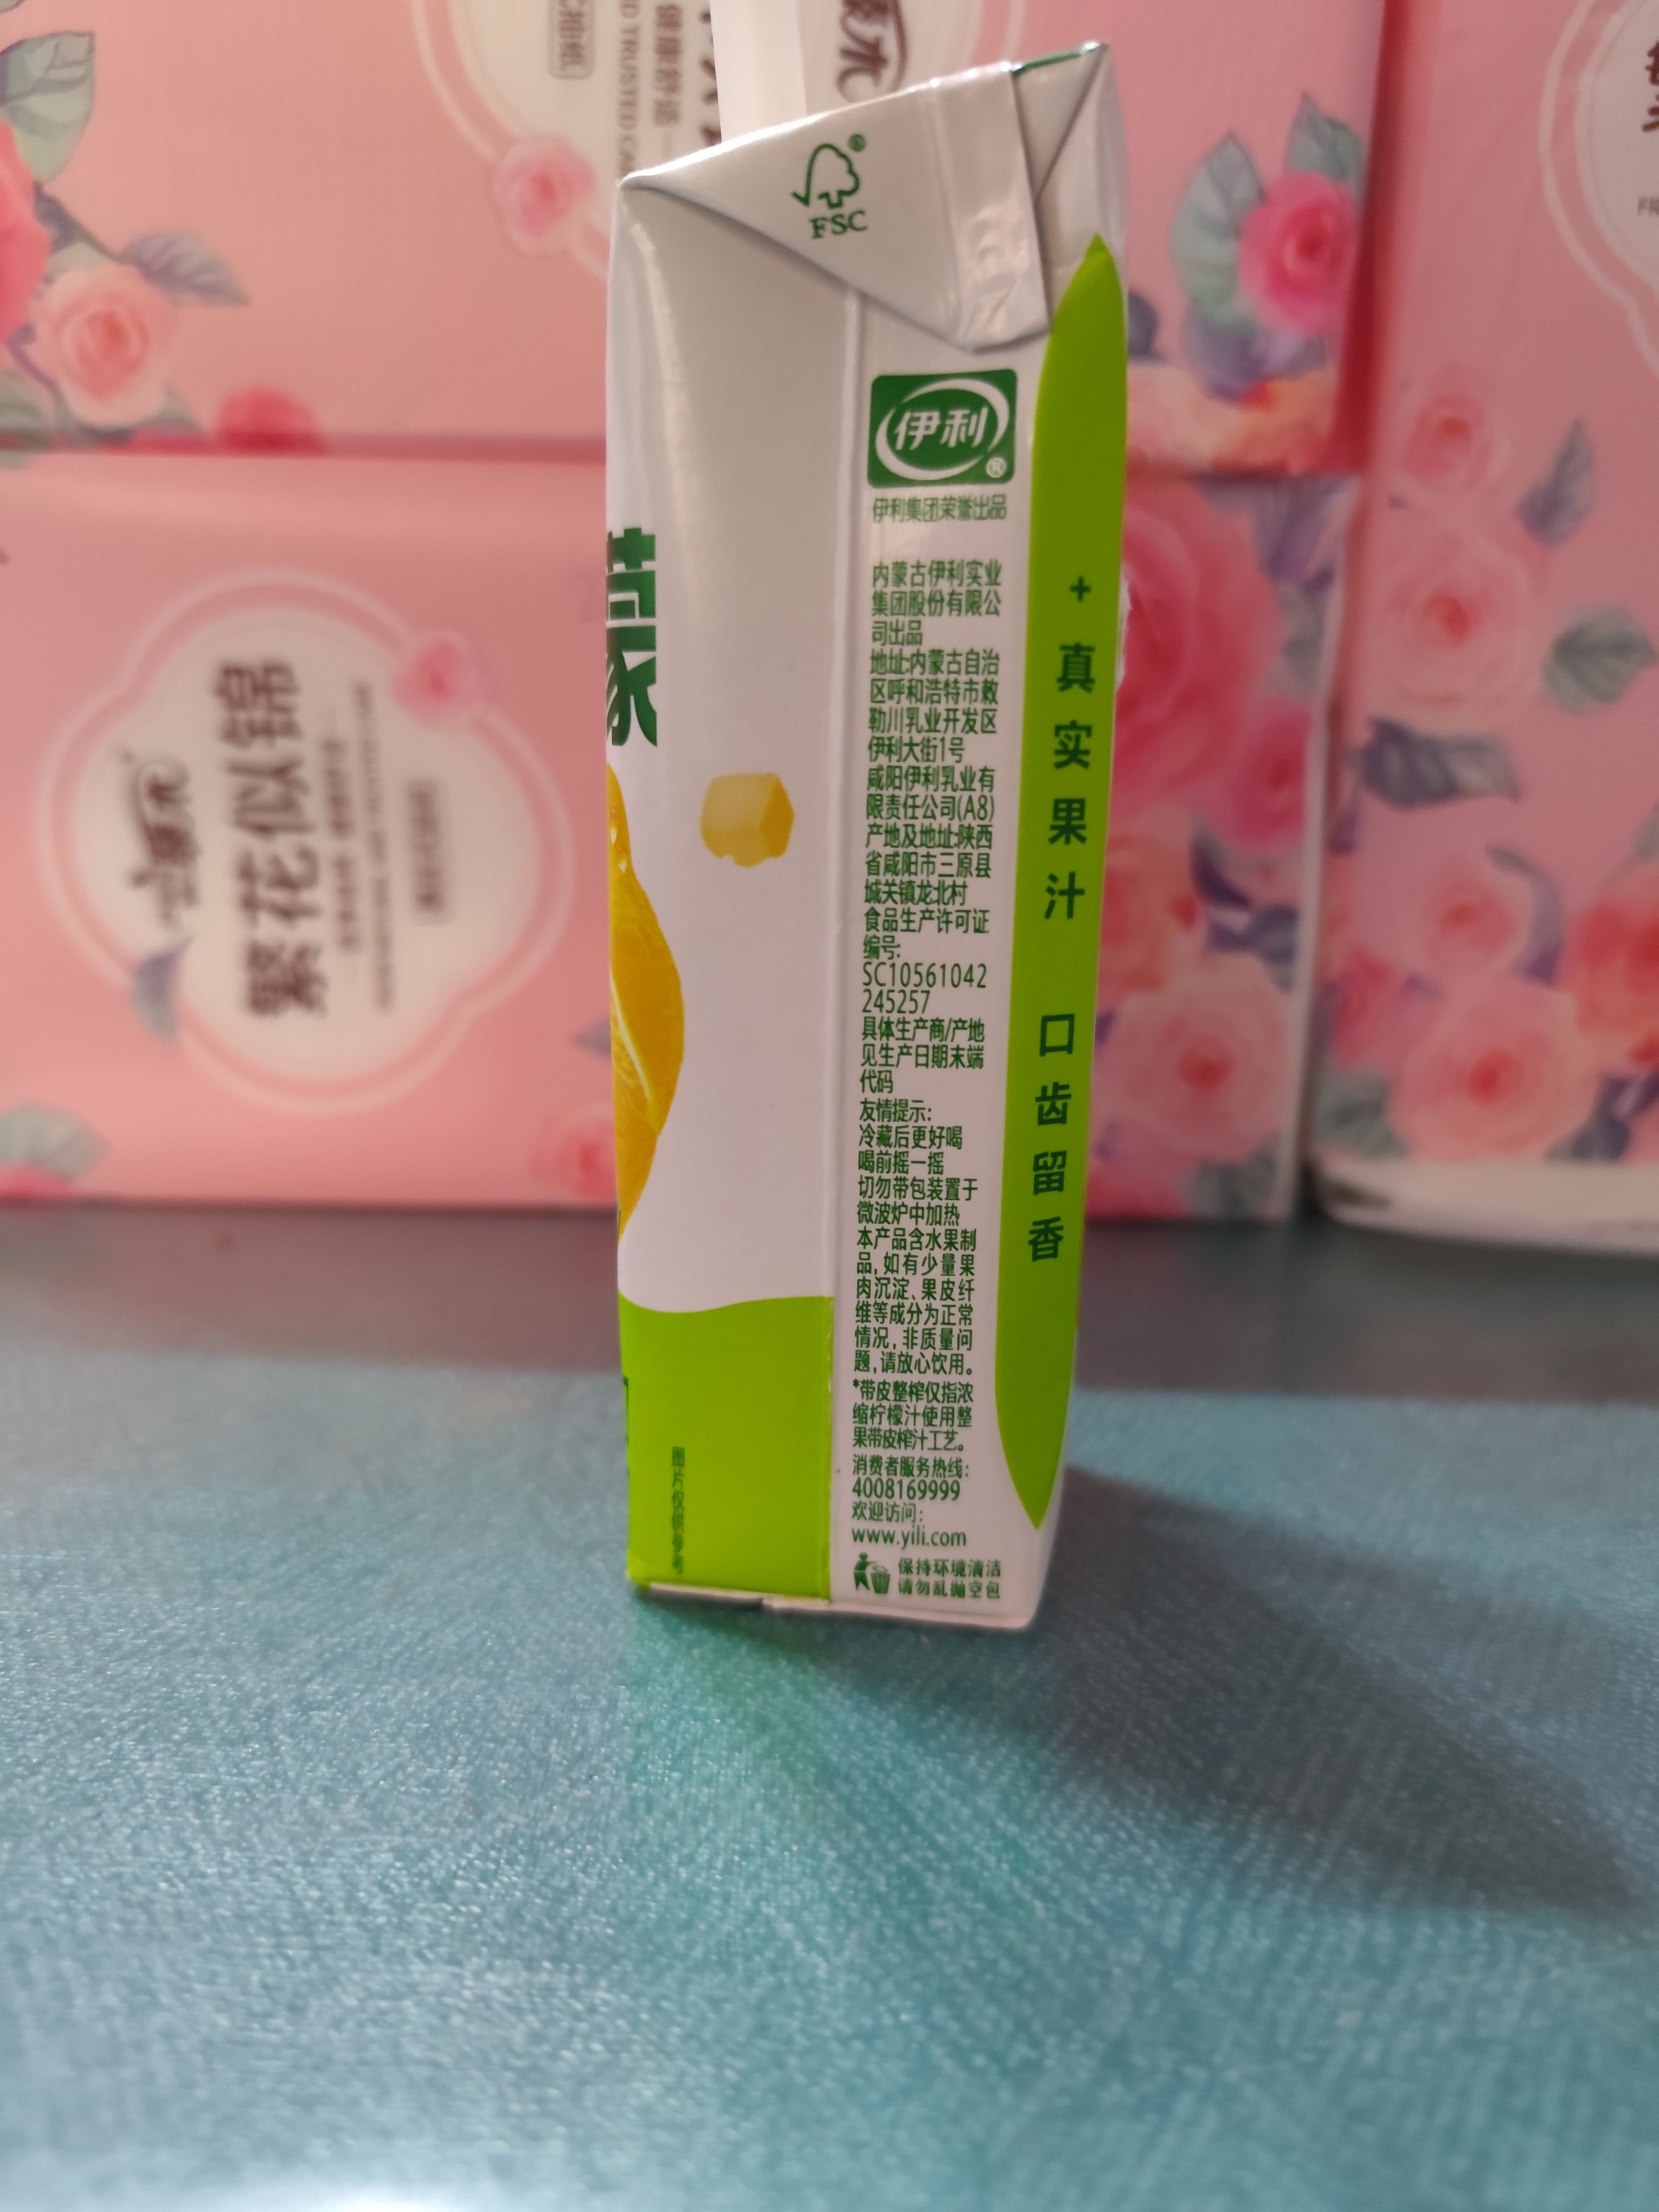 FSC
伊利
®
伊利集团荣誉出品
内蒙古伊利实业
集团股份有限公
司出品
地址:内蒙古自治
区呼和浩特市敕
勒川乳业开发区
伊利大街1号
咸阳伊利乳业有
限责任公司(A8)
产地及地址:陕西
省咸阳市三原县
城关镇龙北村
食品生产许可证
编号:
SC10561042
245257
具体生产商/产地
见生产日期末端
代码
友情提示:
冷藏后更好喝
喝前摇一摇
切勿带包装置于
微波炉中加热
本产品含水果制
品,如有少量果
肉沉淀、果皮纤
维等成分为正常
情况,非质量问
题,请放心饮用。
*带皮整榨仅指浓
缩柠檬汁使用整
果带皮榨汁工艺。
消费者服务热线:
4008169999
欢迎访问:
www.yili.com
保持环境清洁
请勿乱抛空包
+真实果汁 口齿留香
图片仅供参考
繁花似锦